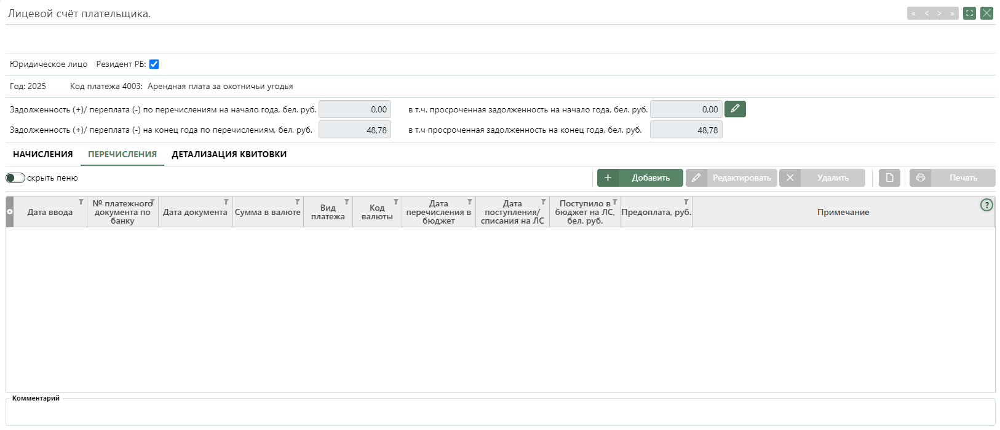 Лицевой счёт плательщика.
« < > »
Юридическое лицо Резидент РБ:
Год: 2025 Код платежа 4003: Арендная плата за охотничьи угодья
Задолженность (+)/ переплата (-) по перечислениям на начало года, бел. руб. 0,00 в т.ч. просроченная задолженность на начало года, бел. руб. 0,00
Задолженность (+)/ переплата (-) на конец года по перечислениям, бел. руб. 48,78 в т.ч просроченная задолженность на конец года, бел. руб. 48,78
НАЧИСЛЕНИЯ ПЕРЕЧИСЛЕНИЯ ДЕТАЛИЗАЦИЯ КВИТОВКИ
скрыть пеню Добавить Редактировать Удалить Печать
Дата ввода
№ платежного
документа по
банку
Дата документа
Сумма в валюте
Вид
платежа
Код
валюты
Дата
перечисления в
бюджет
Дата
поступления/
списания на ЛС
Поступило в
бюджет на ЛС,
бел. руб.
Предоплата, руб.
Примечание
?
Комментарий